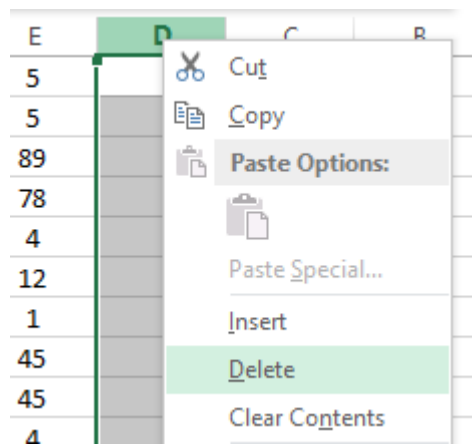 E D C B
5
5
89
78
4
12
1
45
45
4
Cut
Copy
Paste Options:
Paste Special...
Insert
Delete
Clear Contents